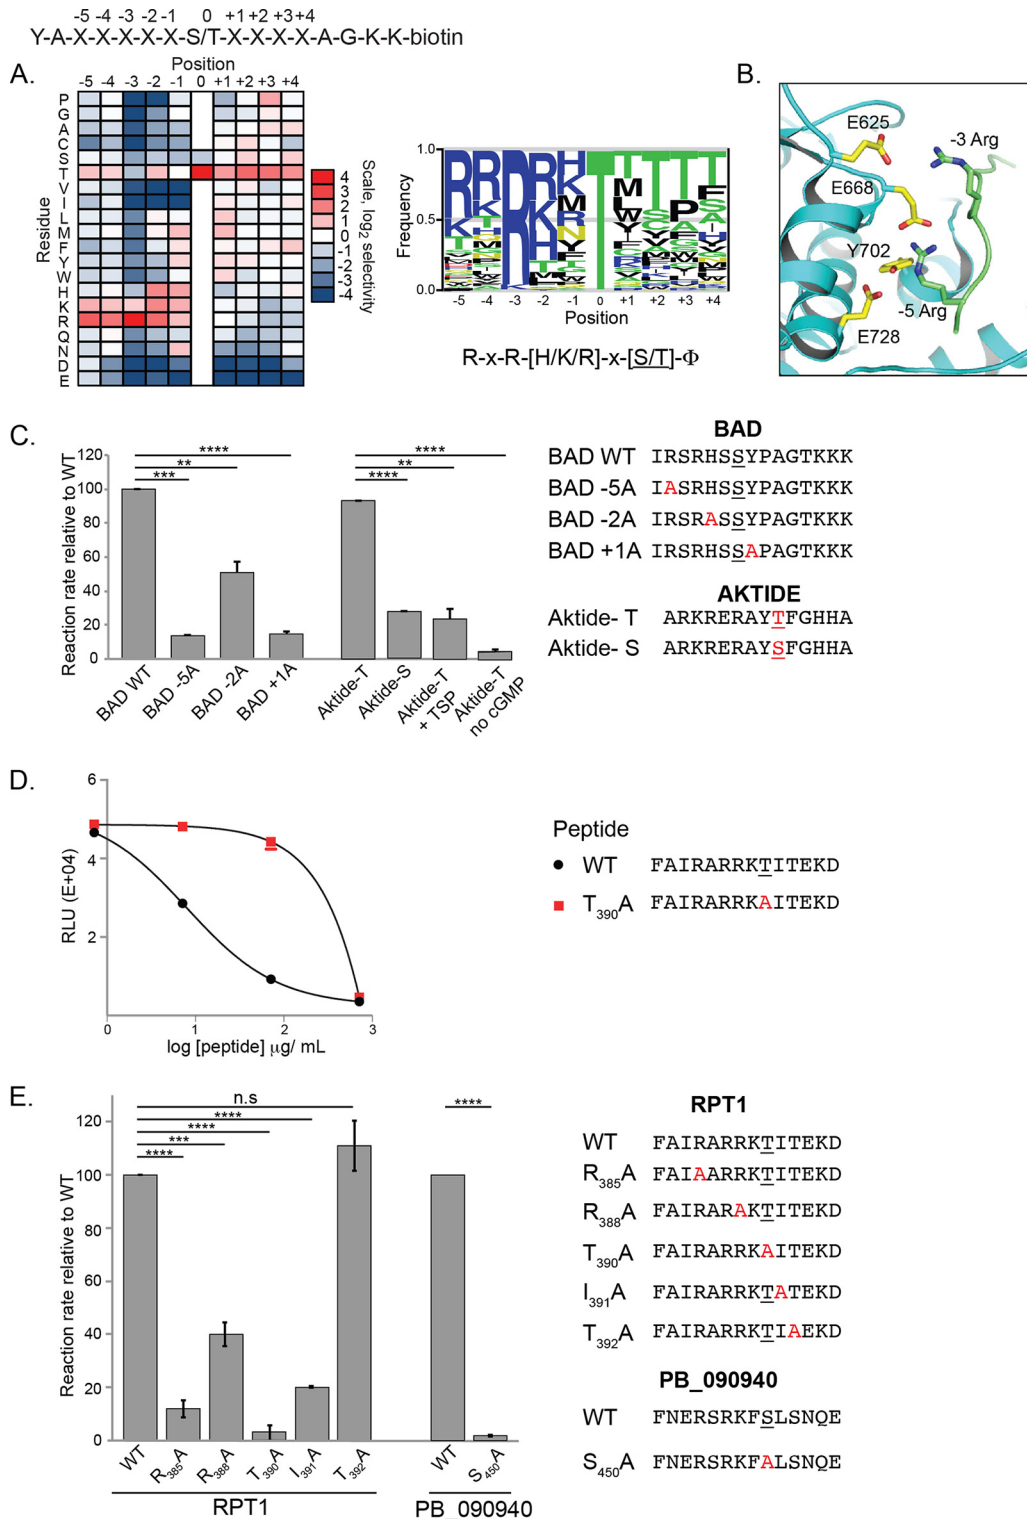 -5 -4 -3 -2 -1 0 +1 +2 +3 +4
Y-A-X-X-X-X-X-S/T-X-X-X-X-A-G-K-K-biotin
A.
Position
-5 -4 -3 -2 -1 0 +1 +2 +3 +4
Residue
P
G
A
C
S
T
V
I
L
M
F
Y
W
H
K
R
Q
N
D
E
4
3
2
1
0
-1
-2
-3
-4
Scale, log2 selectivity
Frequency
1.0
0.5
0.0
-5 -4 -3 -2 -1 0 +1 +2 +3 +4
Position
R-x-R-[H/K/R]-x-[S/T]-Φ
B.
E625
-3 Arg
E668
Y702
-5 Arg
E728
C.
Reaction rate relative to WT
120
100
80
60
40
20
0
****
**
***
****
**
****
BAD WT
BAD -5A
BAD -2A
BAD +1A
Aktide-T
Aktide-S
Aktide-T + TSP
Aktide-T no cGMP
BAD
BAD WT IRSRHSSYPAGTKKK
BAD -5A IASRHSSYPAGTKKK
BAD -2A IRSRASSYPAGTKKK
BAD +1A IRSRHSSAPAGTKKK
AKTIDE
Aktide- T ARKRERAYTFGHHA
Aktide- S ARKRERAYSFGHHA
D.
RLU (E+04)
6
4
2
0 1 2 3
log [peptide] μg/ mL
Peptide
WT FAIRARRKTITEKD
T390A FAIRARRKAITEKD
E.
Reaction rate relative to WT
120
100
80
60
40
20
0
n.s
****
****
***
****
****
WT
R385A
R388A
T390A
I391A
T392A
RPT1
WT
S450A
PB_090940
RPT1
WT FAIRARRKTITEKD
R385A FAIAARRKTITEKD
R388A FAIRARAKTITEKD
T390A FAIRARRKAITEKD
I391A FAIRARRKTATEKD
T392A FAIRARRKTIAEKD
PB_090940
WT FNERSRKFSLSNQE
S450A FNERSRKFALSNQE